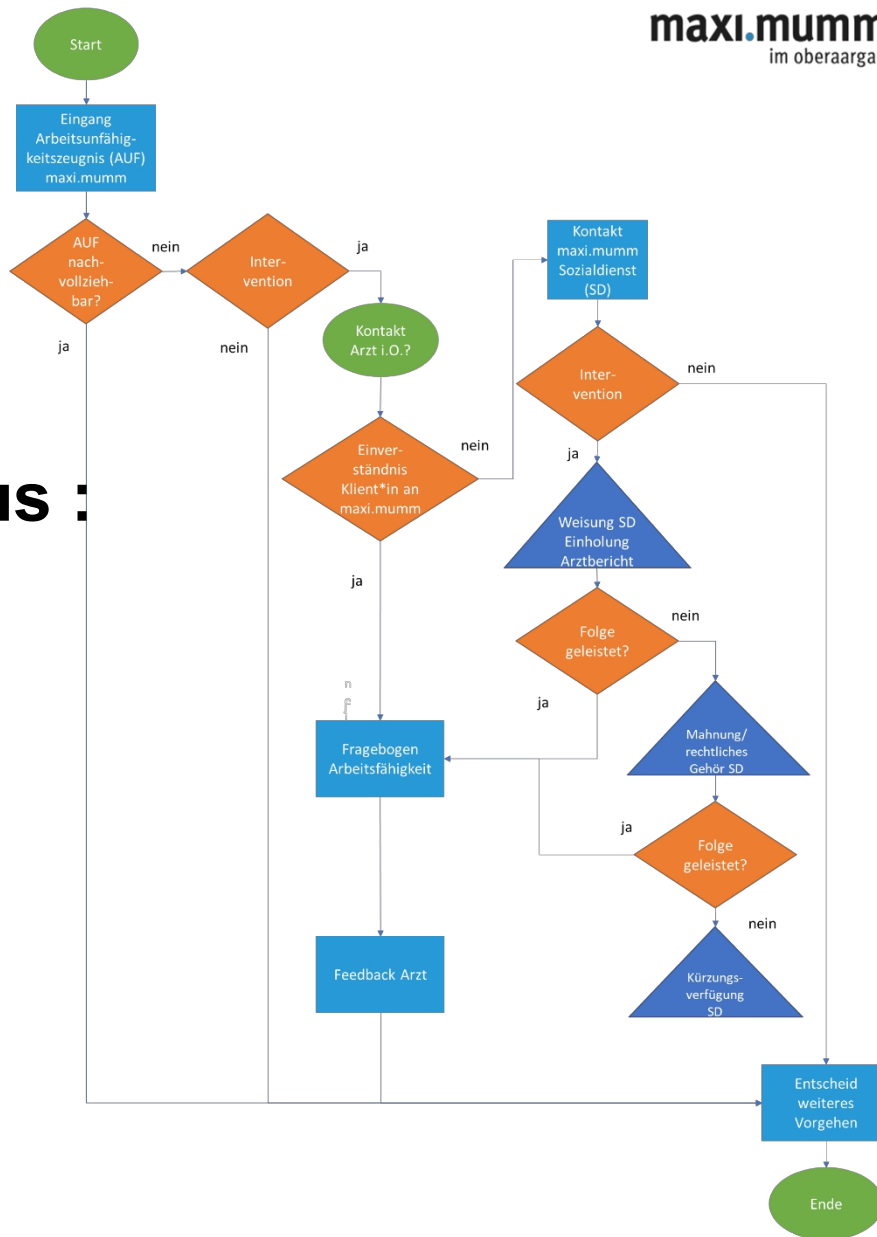 maxi.mumm
im oberaarga
Start
Eingang
Arbeitsunfähig-
keitszeugnis (AUF)
maxi.mumm
AUF
nach-
vollzieh-
bar?
nein
Inter-
vention
ja
ja
nein
Kontakt
Arzt i.O.?
Einver-
ständnis
Klient*in an
maxi.mumm
nein
ja
Kontakt
maxi.mumm
Sozialdienst
(SD)
Inter-
vention
nein
ja
us :
Weisung SD
Einholung
Arztbericht
Folge
geleistet?
nein
ja
Mahnung/
rechtliches
Gehör SD
Fragebogen
Arbeitsfähigkeit
ja
Folge
geleistet?
nein
Kürzungs-
verfügung
SD
Feedback Arzt
Entscheid
weiteres
Vorgehen
Ende